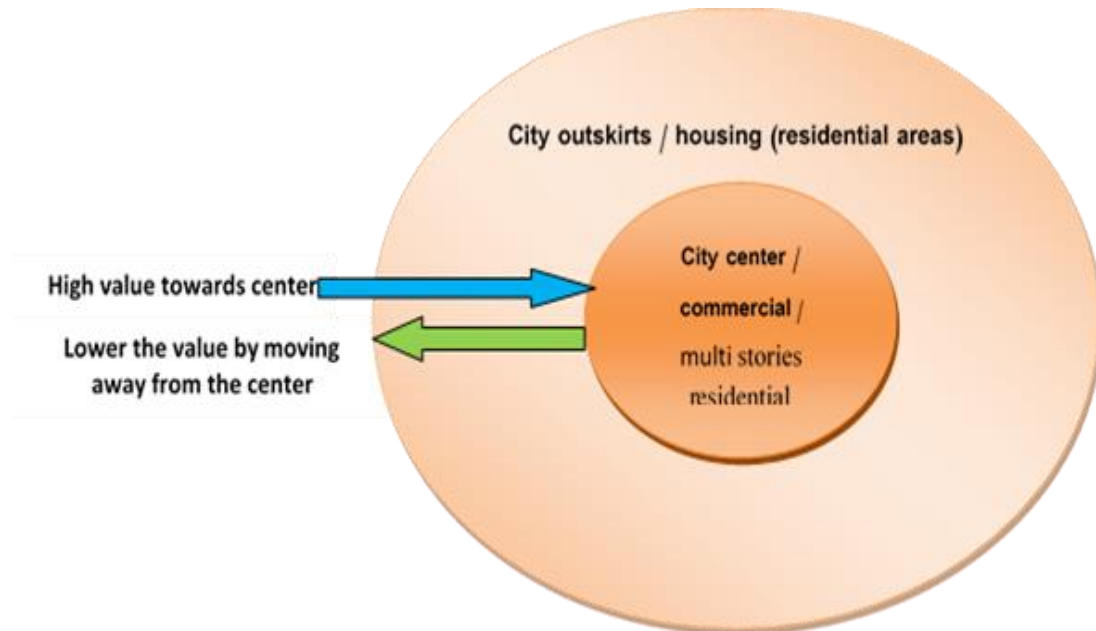 City outskirts / housing (residential areas)
City center /
commercial /
multi stories
residential
High value towards center
Lower the value by moving
away from the center